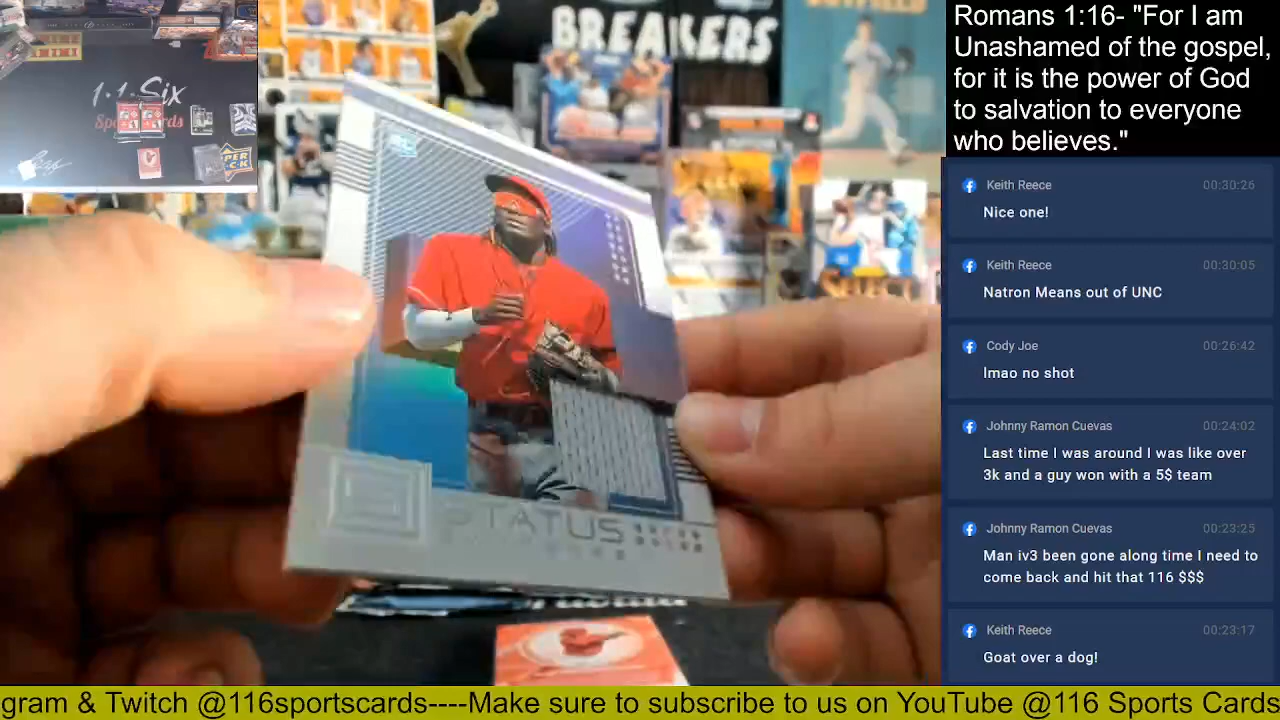 1.1.Six
BREAKERS
SELECT
STATUS
Romans 1:16- "For I am
Unashamed of the gospel,
for it is the power of God
to salvation to everyone
who believes."
Keith Reece 00:30:26
Nice one!
Keith Reece 00:30:05
Natron Means out of UNC
Cody Joe 00:26:42
lmao no shot
Johnny Ramon Cuevas 00:24:02
Last time I was around I was like over
3k and a guy won with a 5$ team
Johnny Ramon Cuevas 00:23:25
Man iv3 been gone along time I need to
come back and hit that 116 $$$
Keith Reece 00:23:17
Goat over a dog!
gram & Twitch @116sportscards----Make sure to subscribe to us on YouTube @116 Sports Cards